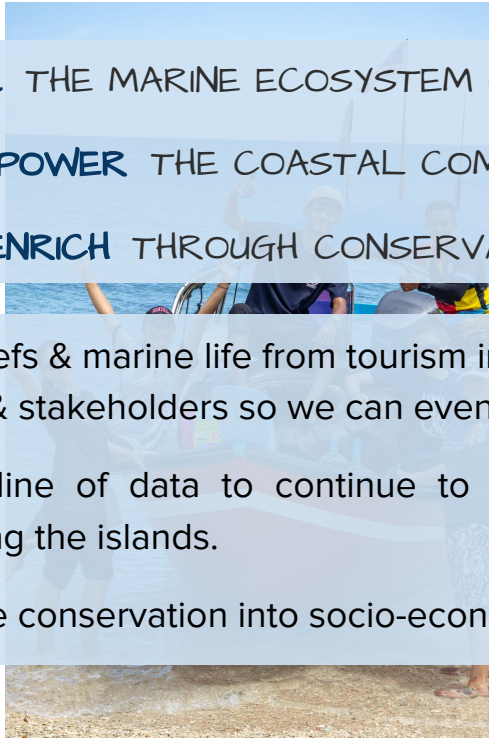 THE MARINE ECOSYSTEM
POWER THE COASTAL COM
ENRICH THROUGH CONSERVA
efs & marine life from tourism i
& stakeholders so we can even
line of data to continue to
g the islands.
e conservation into socio-econ